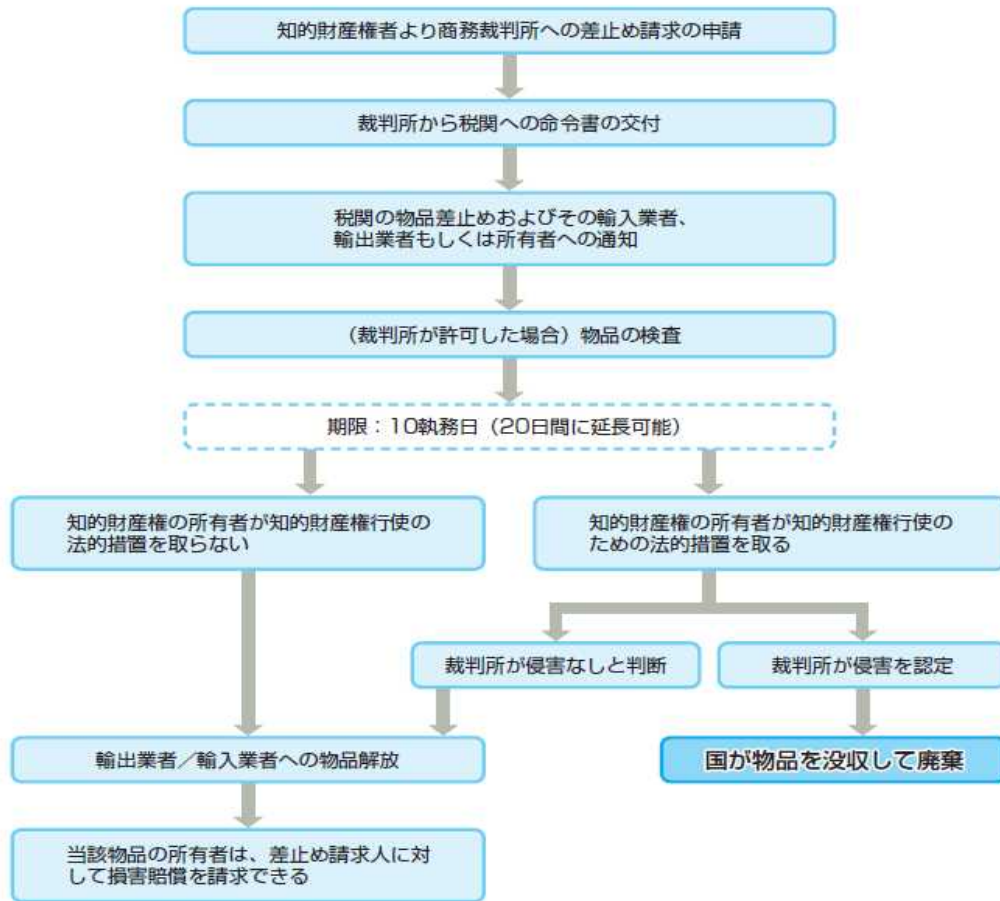 知的財産権者より商務裁判所への差止め請求の申請
裁判所から税関への命令書の交付
税関の物品差止めおよびその輸入業者、
輸出業者もしくは所有者への通知
（裁判所が許可した場合）物品の検査
期限：10執務日（20日間に延長可能）
知的財産権の所有者が知的財産権行使の
法的措置を取らない
知的財産権の所有者が知的財産権行使の
ための法的措置を取る
裁判所が侵害なしと判断
裁判所が侵害を認定
輸出業者／輸入業者への物品解放
国が物品を没収して廃棄
当該物品の所有者は、差止め請求人に対
して損害賠償を請求できる